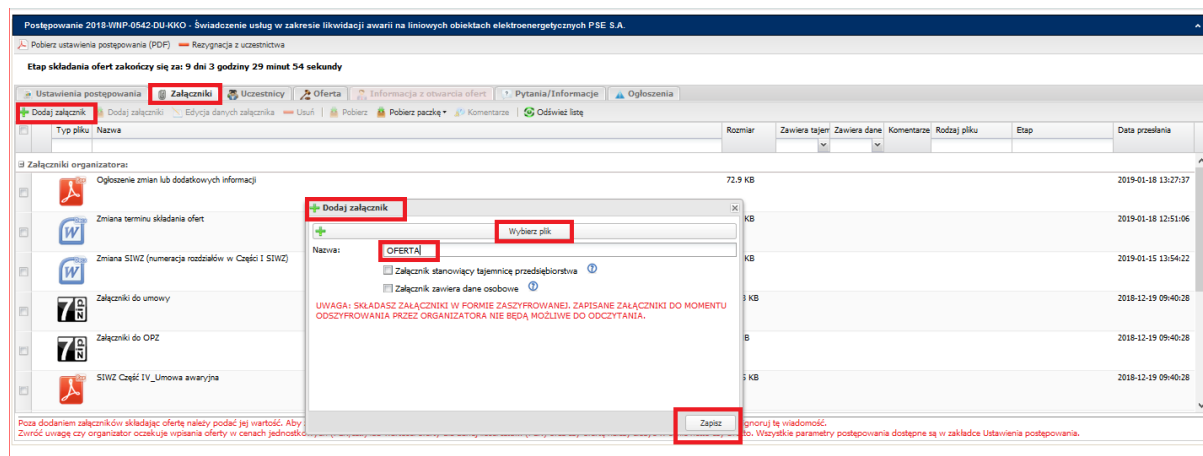 Postępowanie 2018-WNP-0542-DU-KKO - Świadczenie usług w zakresie likwidacji awarii na liniowych obiektach elektroenergetycznych PSE S.A.
Pobierz ustawienia postępowania (PDF) Rezygnacja z uczestnictwa
Etap składania ofert zakończy się za: 9 dni 3 godziny 29 minut 54 sekundy
Ustawienia postępowania Załączniki Uczestnicy Oferta Informacja z otwarcia ofert Pytania/Informacje Ogłoszenia
Dodaj załącznik Dodaj załączniki Edycja danych załącznika Usuń Pobierz Pobierz paczkę Komentarze Odśwież listę
Typ pliku Nazwa Rozmiar Zawiera tajem Zawiera dane Komentarze Rodzaj pliku Etap Data przesłania
Załączniki organizatora:
Ogłoszenie zmian lub dodatkowych informacji 72.9 KB 2019-01-18 13:27:37
Dodaj załącznik
Zmiana terminu składania ofert KB 2019-01-18 12:51:06
W
Wybierz plik
Nazwa: OFERTA
Zmiana SIWZ (numeracja rozdziałów w Części I SIWZ) KB 2019-01-15 13:54:22
W
Załącznik stanowiący tajemnicę przedsiębiorstwa
Załącznik zawiera dane osobowe
Załączniki do umowy 3 KB 2018-12-19 09:40:28
7 ZIP
UWAGA: SKŁADASZ ZAŁĄCZNIKI W FORMIE ZASZYFROWANEJ. ZAPISANE ZAŁĄCZNIKI DO MOMENTU
ODSZYFROWANIA PRZEZ ORGANIZATORA NIE BĘDĄ MOŻLIWE DO ODCZYTANIA.
Załączniki do OPZ B 2018-12-19 09:40:28
7 ZIP
SIWZ Część IV_Umowa awaryjna 5 KB 2018-12-19 09:40:28
Zapisz
Poza dodaniem załączników składając ofertę należy podać jej wartość. Aby ignoruj tę wiadomość.
Zwróć uwagę czy organizator oczekuje wpisania oferty w cenach jednostk Wszystkie parametry postępowania dostępne są w zakładce Ustawienia postępowania.